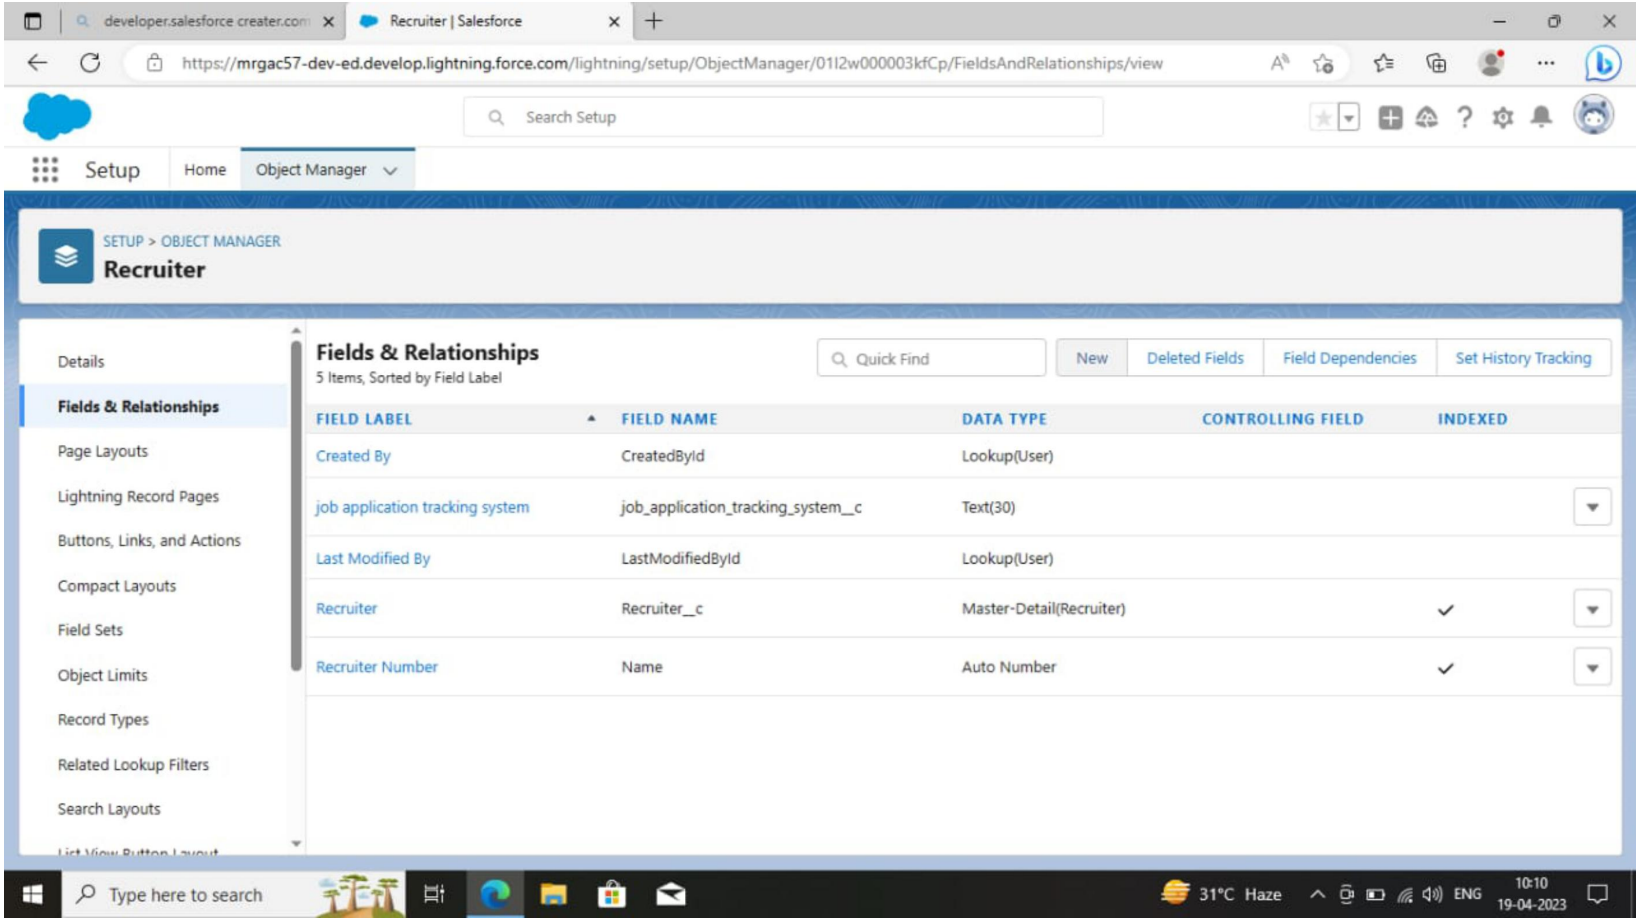 developer.salesforce creater.com
Recruiter | Salesforce
https://mrgac57-dev-ed.develop.lightning.force.com/lightning/setup/ObjectManager/01I2w000003kfCp/FieldsAndRelationships/view
Search Setup
Setup
Home
Object Manager
SETUP > OBJECT MANAGER
Recruiter
Details
Fields & Relationships
Page Layouts
Lightning Record Pages
Buttons, Links, and Actions
Compact Layouts
Field Sets
Object Limits
Record Types
Related Lookup Filters
Search Layouts
List View Button Layout
Fields & Relationships
5 Items, Sorted by Field Label
Quick Find
New
Deleted Fields
Field Dependencies
Set History Tracking
FIELD LABEL FIELD NAME DATA TYPE CONTROLLING FIELD INDEXED
Created By CreatedById Lookup(User)
job application tracking system job_application_tracking_system__c Text(30)
Last Modified By LastModifiedById Lookup(User)
Recruiter Recruiter__c Master-Detail(Recruiter)
Recruiter Number Name Auto Number
Type here to search
31°C Haze
ENG
10:10
19-04-2023